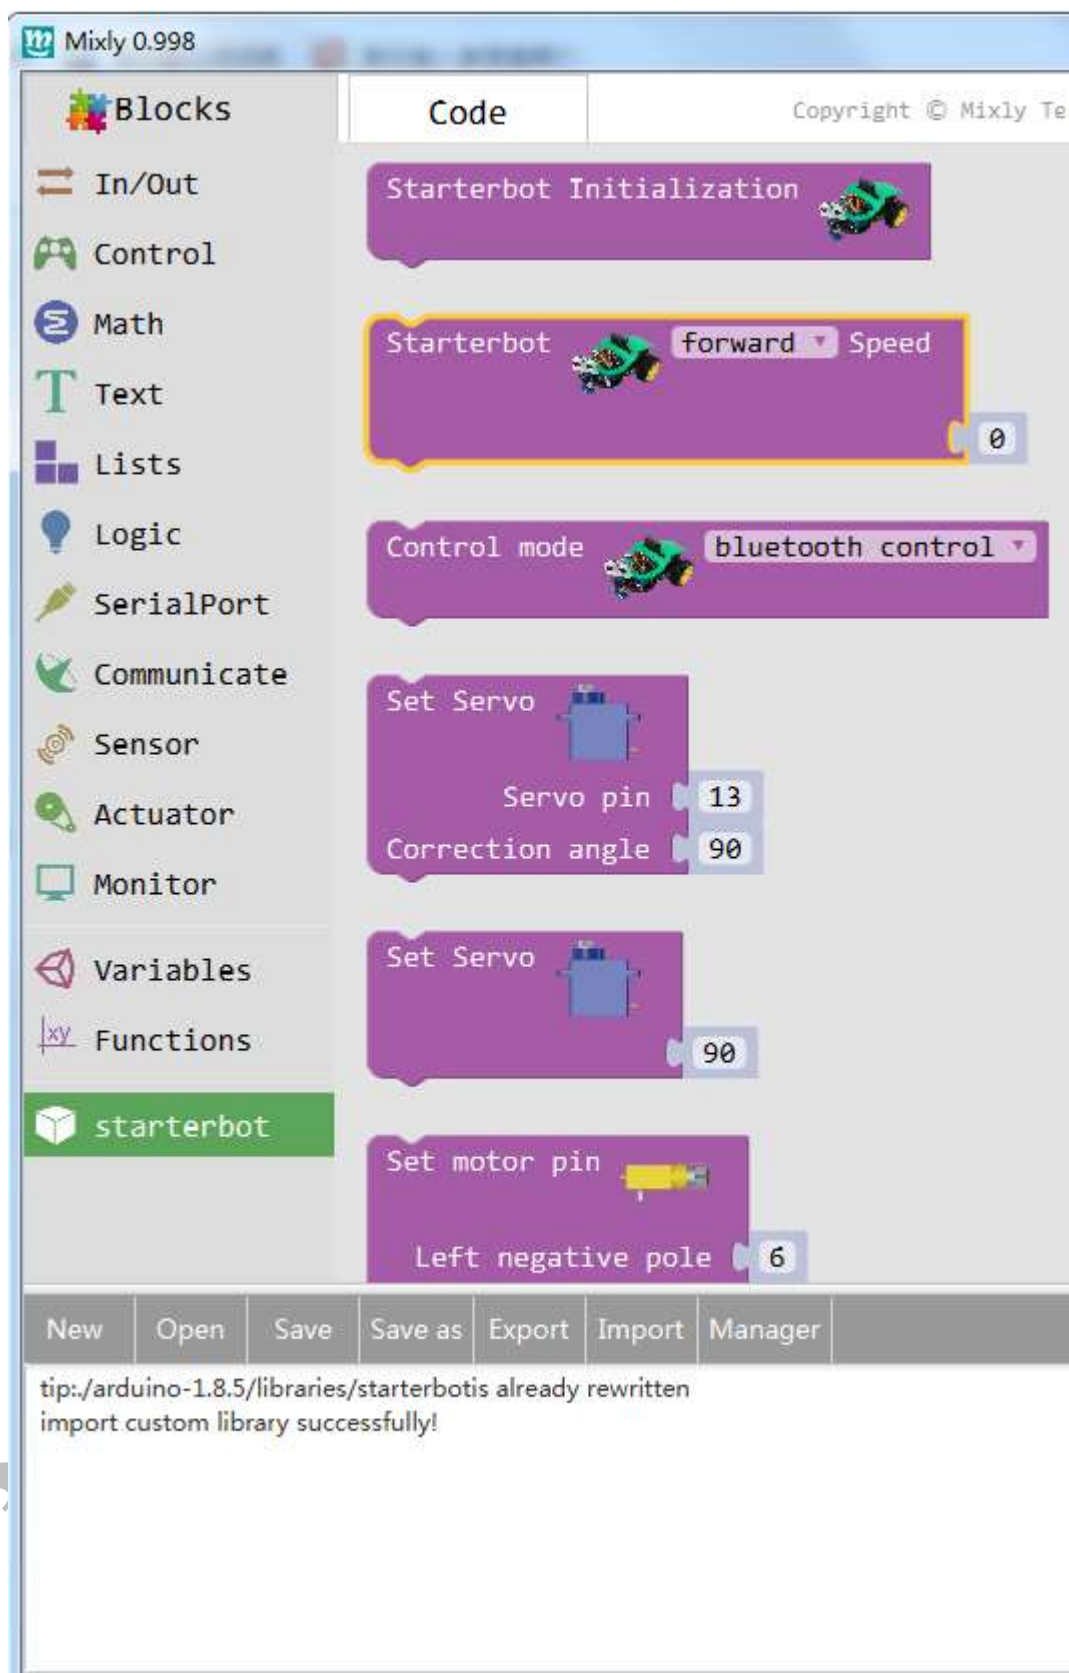 Mixly 0.998
Blocks
Code
Copyright © Mixly Te
In/Out
Control
Math
Text
Lists
Logic
SerialPort
Communicate
Sensor
Actuator
Monitor
Variables
Functions
starterbot
Starterbot Initialization
Starterbot forward Speed
0
Control mode bluetooth control
Set Servo
Servo pin 13
Correction angle 90
Set Servo
90
Set motor pin
Left negative pole 6
New Open Save Save as Export Import Manager
tip:./arduino-1.8.5/libraries/starterbotis already rewritten
import custom library successfully!